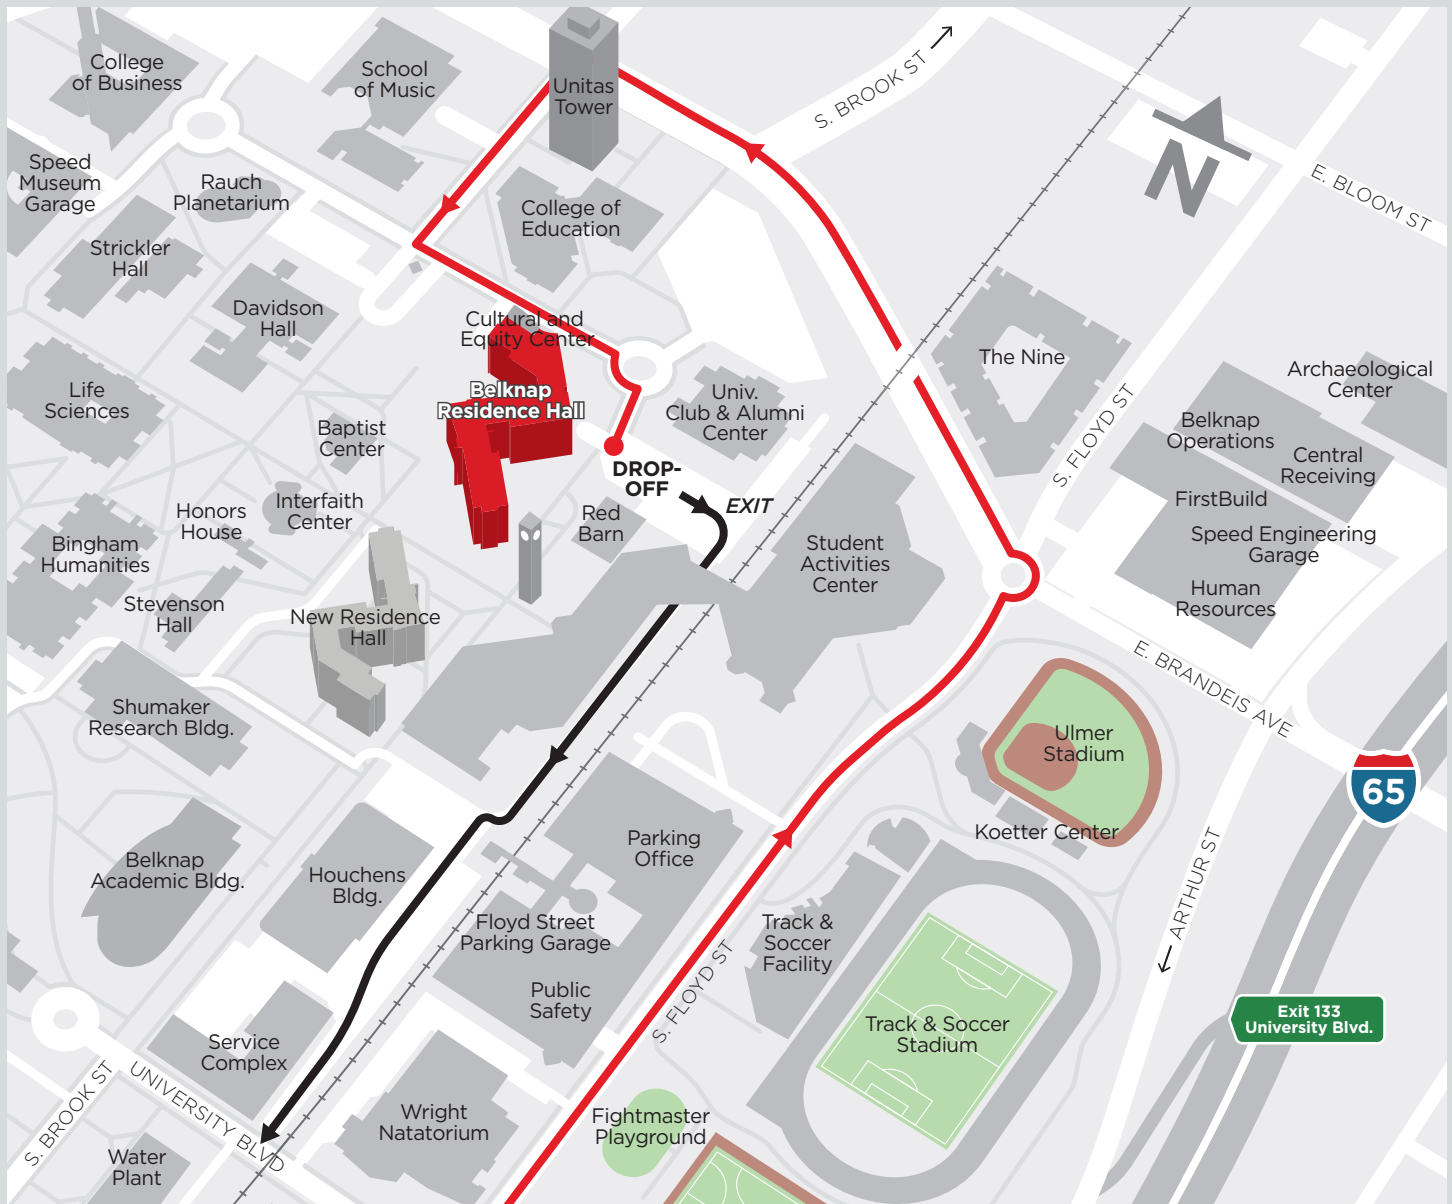 College
of Business
School
of Music
Unitas
Tower
S. BROOK ST
N
E. BLOOM ST
Speed
Museum
Garage
Rauch
Planetarium
College of
Education
Strickler
Hall
Davidson
Hall
Cultural and
Equity Center
The Nine
Archaeological
Center
Life
Sciences
Belknap
Residence Hall
Univ.
Club & Alumni
Center
S. FLOYD ST
Belknap
Operations
Baptist
Center
Central
Receiving
DROP-
OFF
EXIT
FirstBuild
Interfaith
Center
Honors
House
Red
Barn
Speed Engineering
Garage
Bingham
Humanities
Student
Activities
Center
Human
Resources
Stevenson
Hall
New Residence
Hall
E. BRANDEIS AVE
Shumaker
Research Bldg.
Ulmer
Stadium
65
Koetter Center
Parking
Office
Belknap
Academic Bldg.
Houchens
Bldg.
ARTHUR ST
Floyd Street
Parking Garage
Track &
Soccer
Facility
S. FLOYD ST
Public
Safety
Exit 133
University Blvd.
Track & Soccer
Stadium
Service
Complex
S. BROOK ST
UNIVERSITY BLVD
Wright
Natatorium
Fightmaster
Playground
Water
Plant